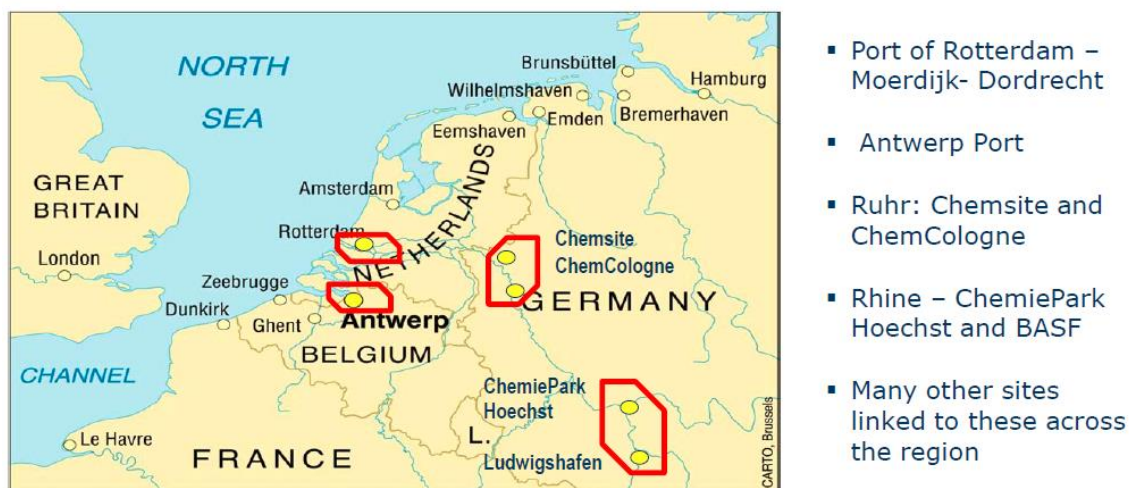 NORTH
SEA
GREAT
BRITAIN
London
CHANNEL
Le Havre
FRANCE
Dunkirk
Zeebrugge
Ghent
Antwerp
BELGIUM
Rotterdam
Amsterdam
NETHERLANDS
Eemshaven
Emden
Wilhelmshaven
Brunsbüttel
Bremerhaven
Hamburg
Chemsite
ChemCologne
GERMANY
ChemiePark
Hoechst
L.
Ludwigshafen
CARTO, Brussels
▪ Port of Rotterdam –
Moerdijk- Dordrecht
▪ Antwerp Port
▪ Ruhr: Chemsite and
ChemCologne
▪ Rhine – ChemiePark
Hoechst and BASF
▪ Many other sites
linked to these across
the region